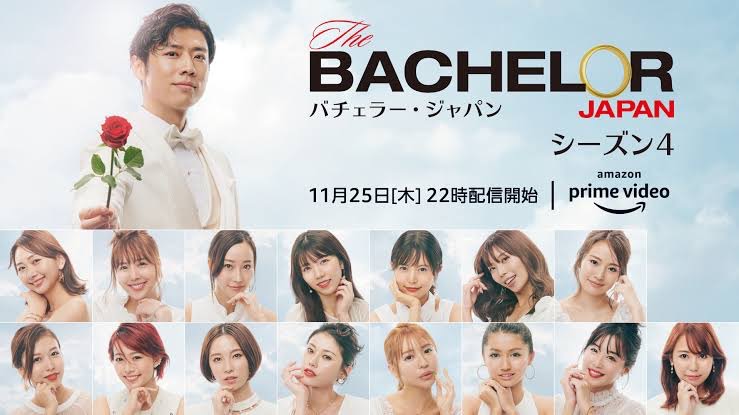 The
BACHELOR
JAPAN
バチェラー・ジャパン
シーズン4
11月25日[木] 22時配信開始
amazon
prime video